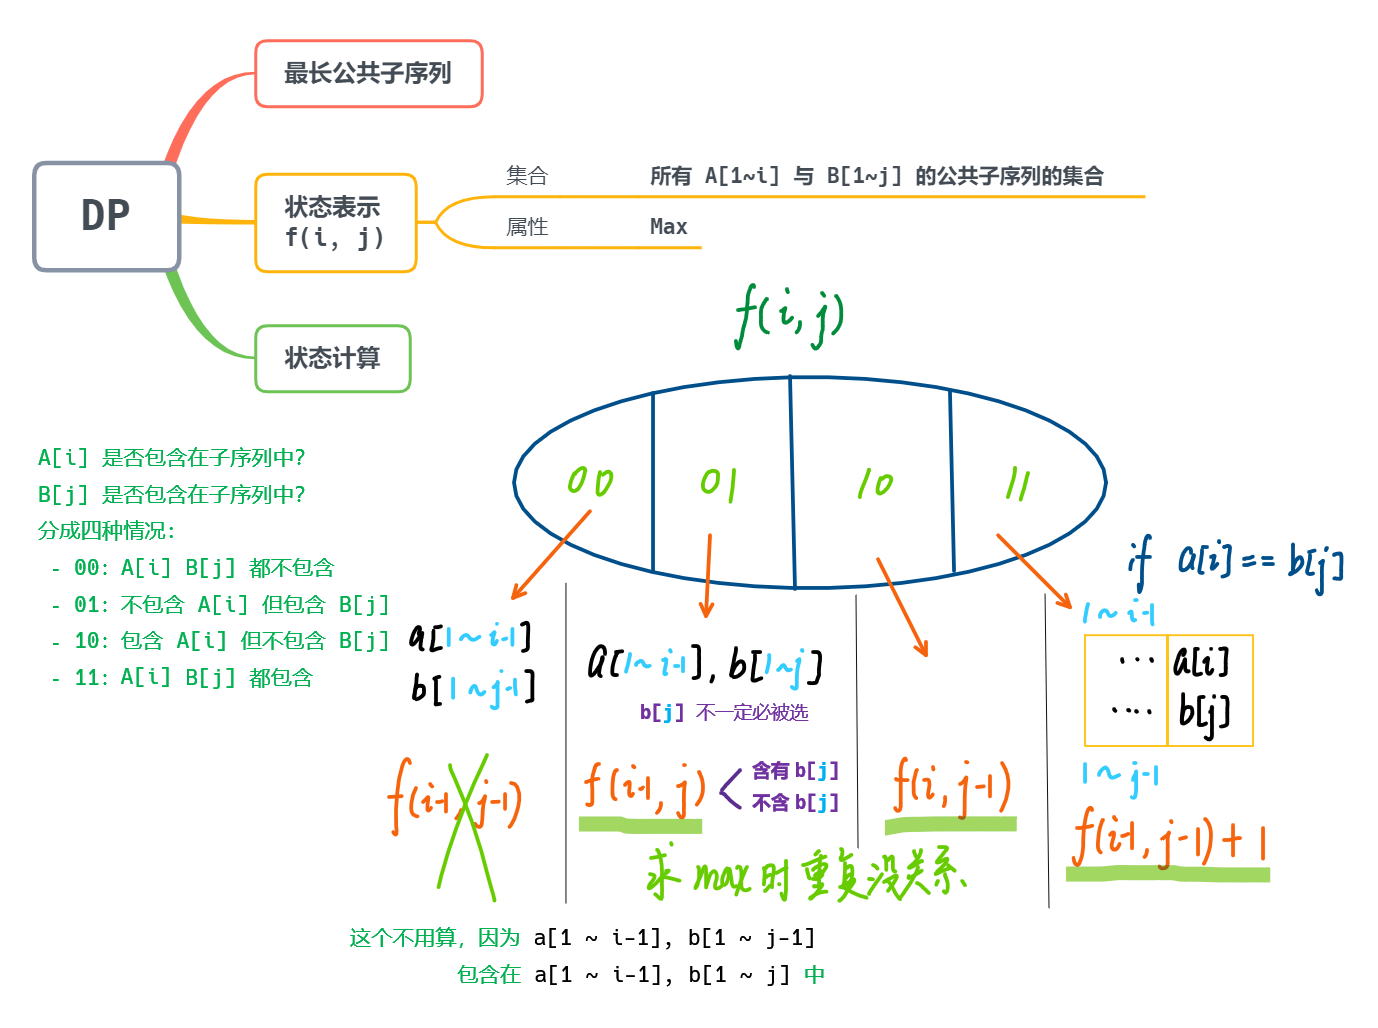 最长公共子序列
DP
状态表示
f(i, j)
集合 所有 A[1~i] 与 B[1~j] 的公共子序列的集合
属性 Max
状态计算
f(i, j)
A[i] 是否包含在子序列中?
B[j] 是否包含在子序列中?
分成四种情况:
- 00: A[i] B[j] 都不包含
- 01: 不包含 A[i] 但包含 B[j]
- 10: 包含 A[i] 但不包含 B[j]
- 11: A[i] B[j] 都包含
00 01 10 11
if a[i]==b[j]
a[1~i-1]
b[1~j-1]
f(i-1, j-1)
a[1~i-1], b[1~j]
b[j] 不一定必被选
f(i-1, j)
含有 b[j]
不含 b[j]
f(i, j-1)
1~i-1
... a[i]
.... b[j]
1~j-1
f(i-1, j-1)+1
求 max 时重复没关系
这个不用算, 因为 a[1 ~ i-1], b[1 ~ j-1]
包含在 a[1 ~ i-1], b[1 ~ j] 中